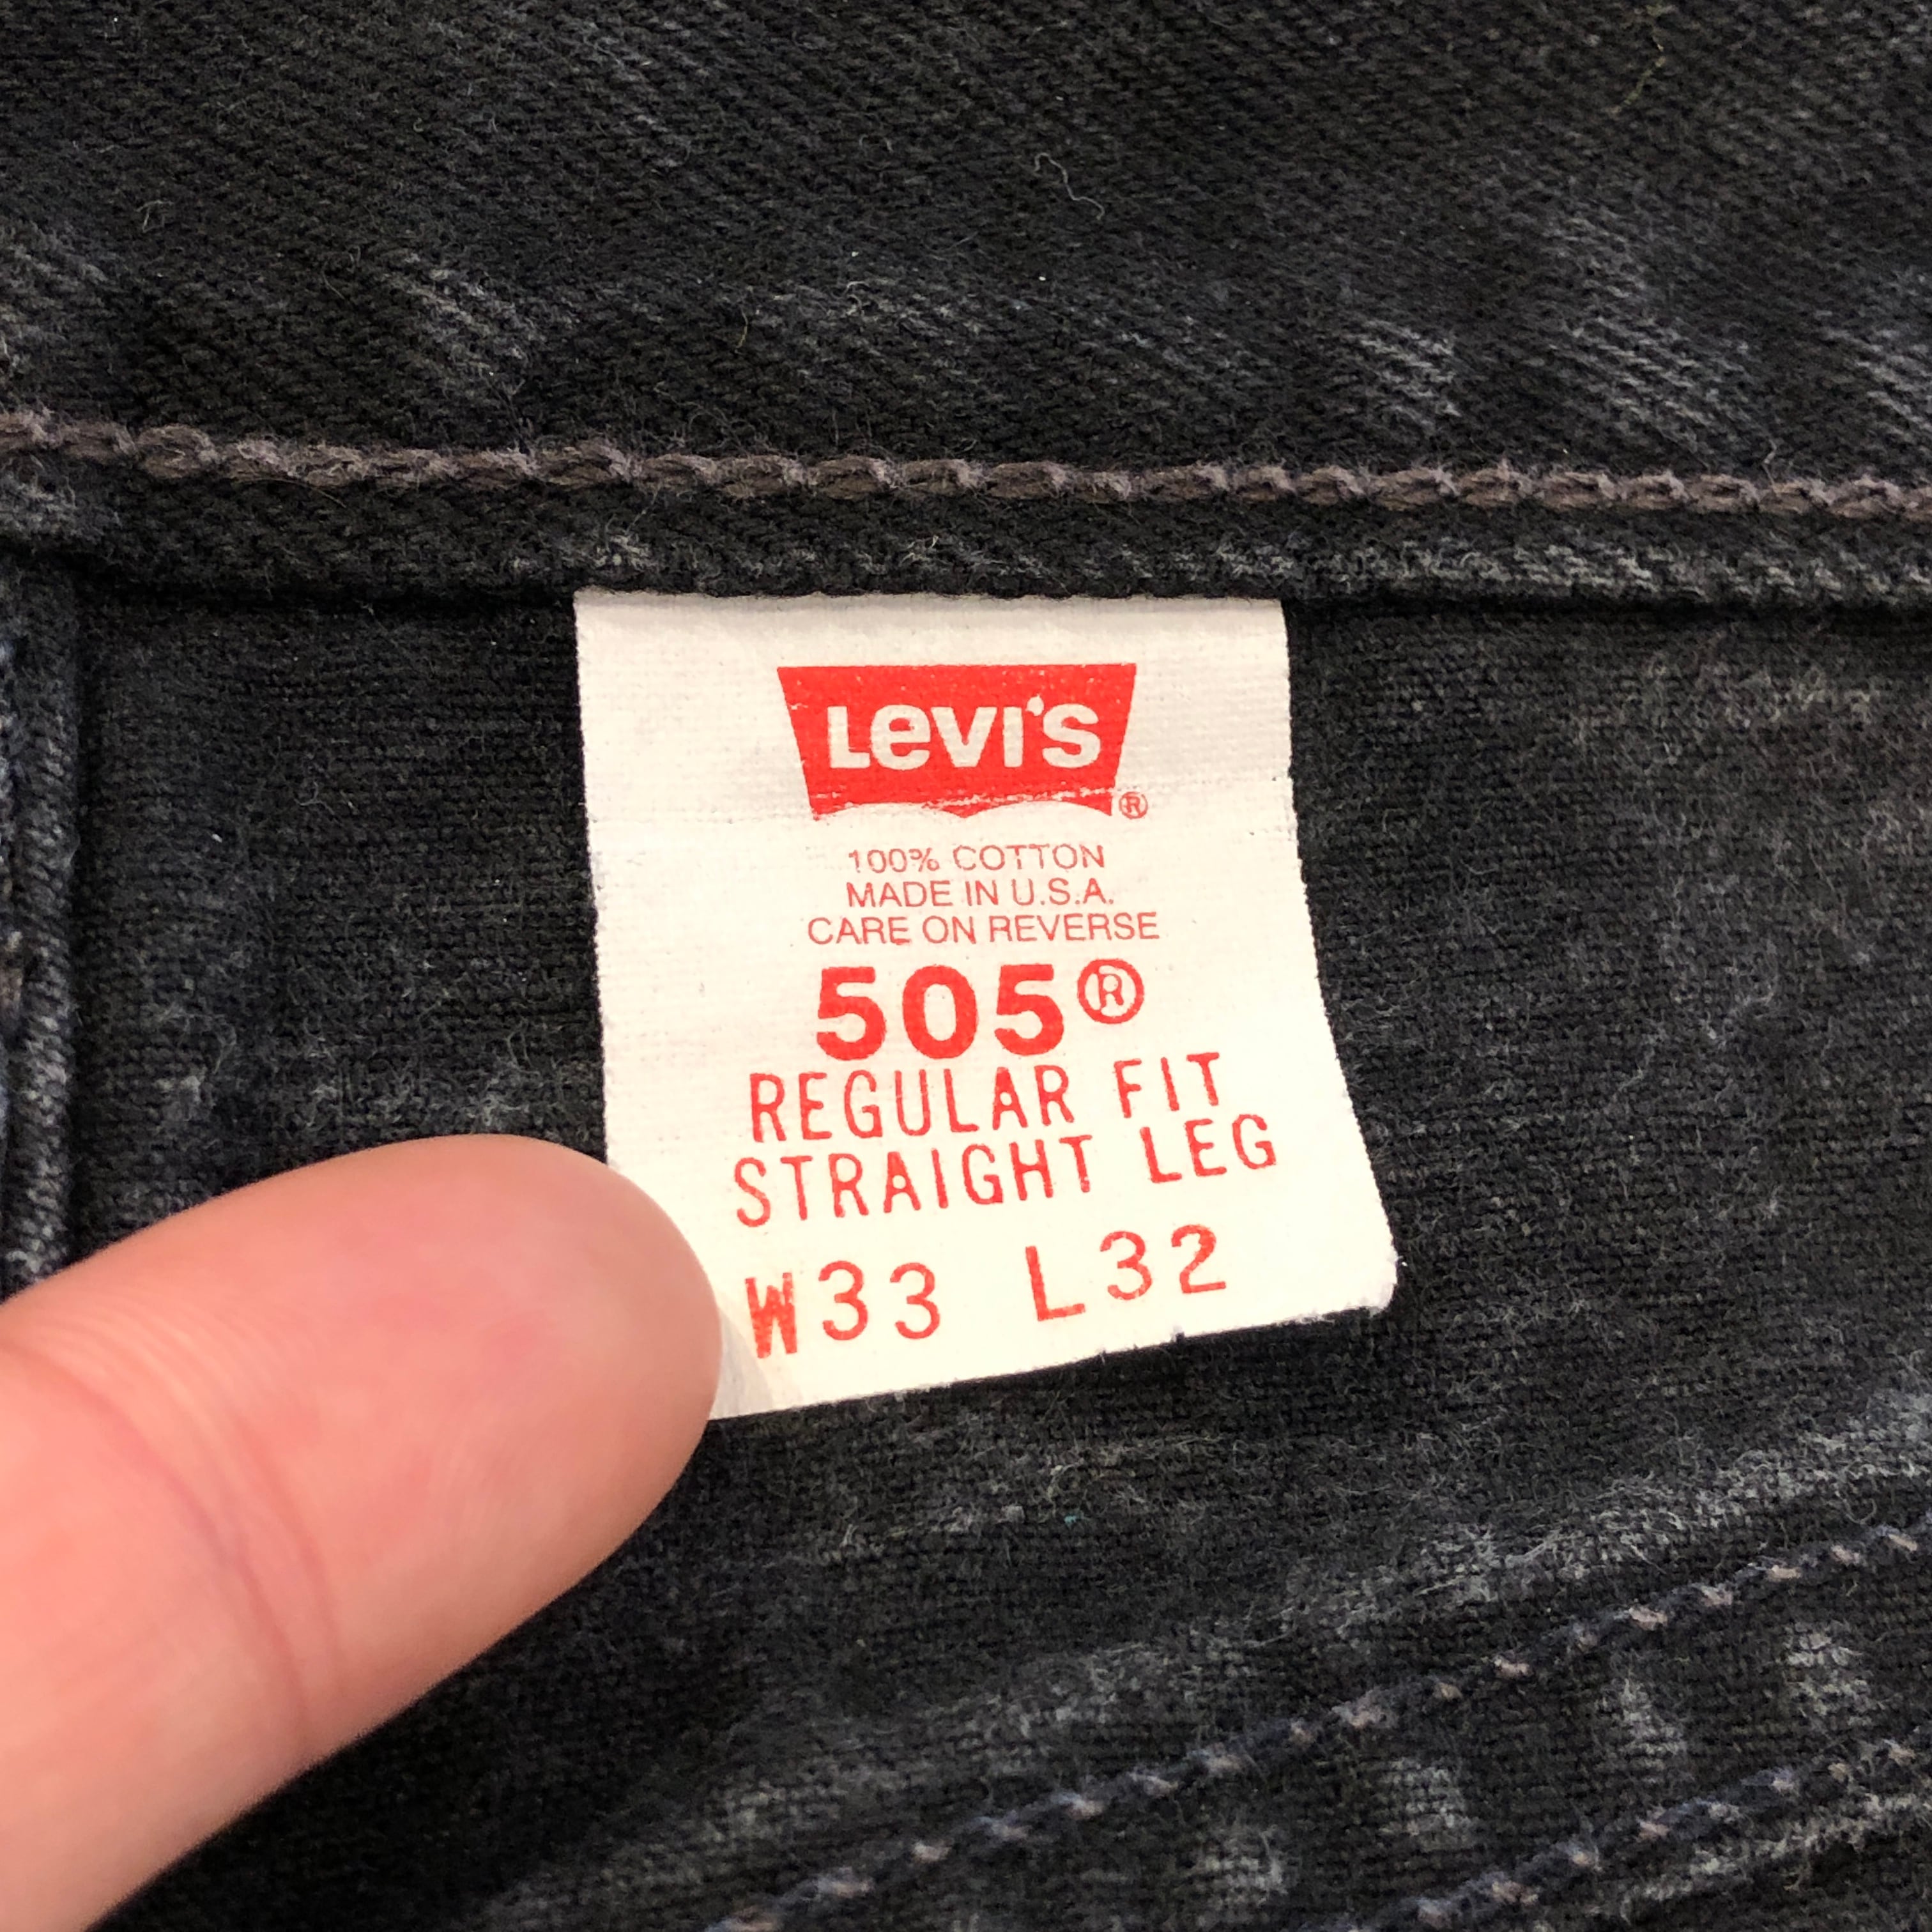 LEVI'S ®
100% COTTON
MADE IN U.S.A.
CARE ON REVERSE
505®
REGULAR FIT
STRAIGHT LEG
W33 L32